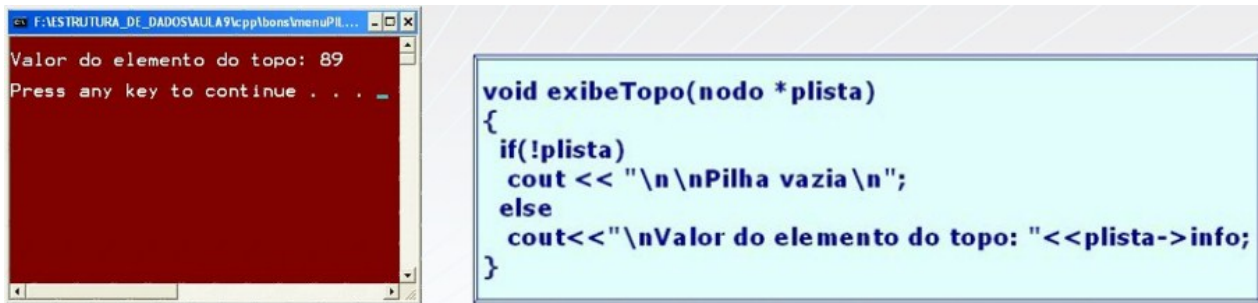 F:\ESTRUTURA_DE_DADOS\AULA9\cpp\bons\menuPIL...
Valor do elemento do topo: 89
Press any key to continue . . . _
void exibeTopo(nodo *plista)
{
if(!plista)
cout << "\n\nPilha vazia\n";
else
cout<<"\nValor do elemento do topo: "<<plista->info;
}